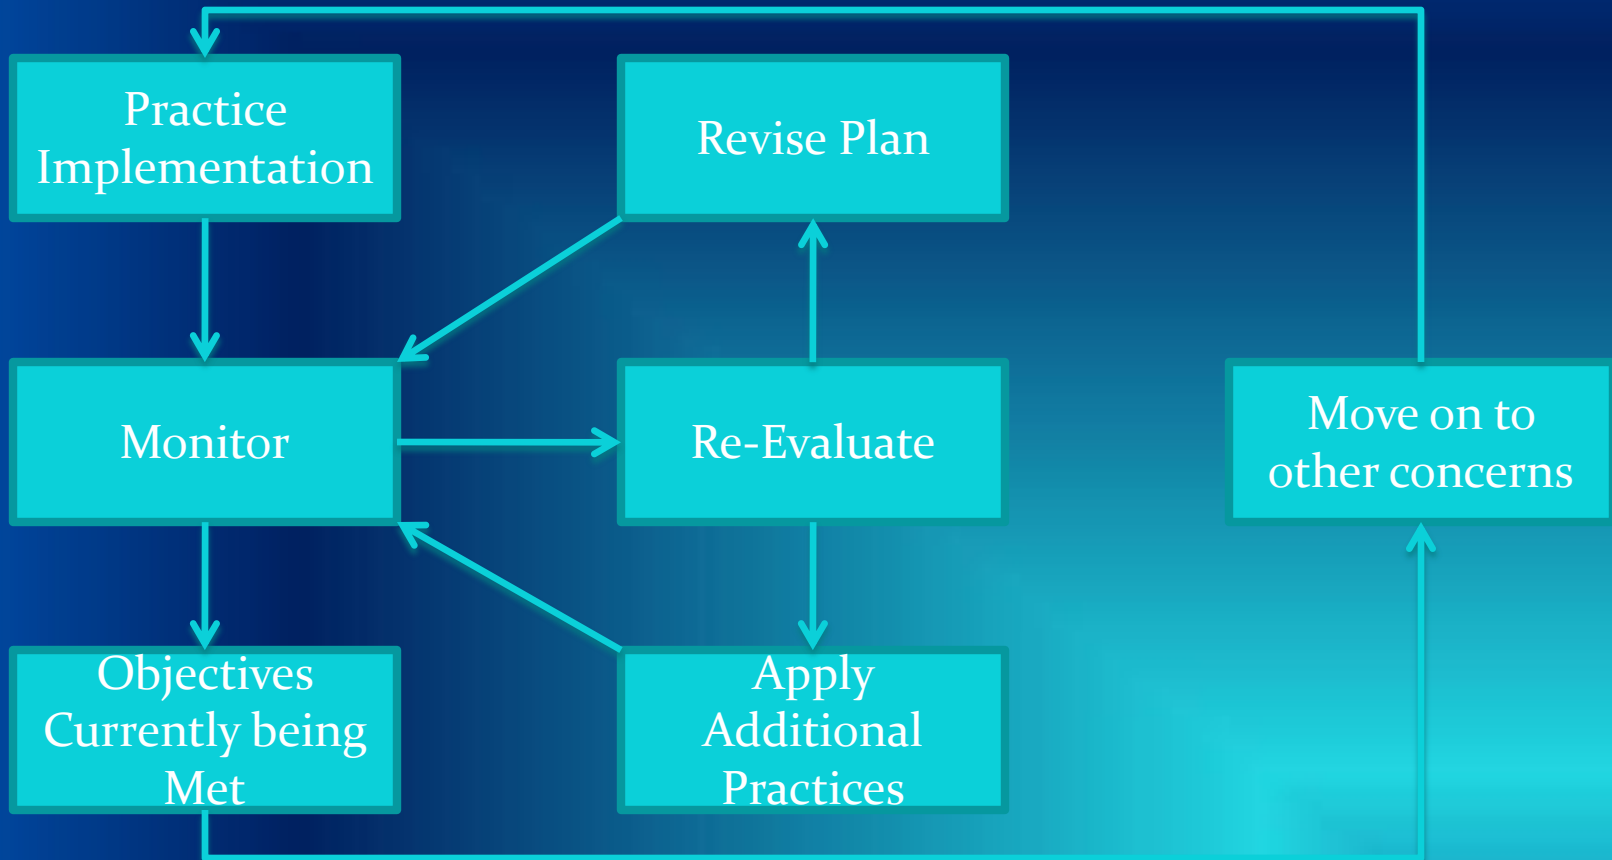 Practice
Implementation
Revise Plan
Monitor
Re-Evaluate
Move on to
other concerns
Objectives
Currently being
Met
Apply
Additional
Practices